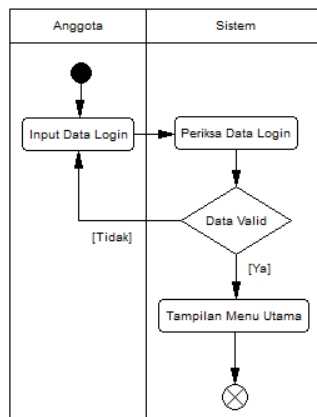 Anggota
Sistem
Input Data Login
Periksa Data Login
Data Valid
[Tidak]
[Ya]
Tampilan Menu Utama